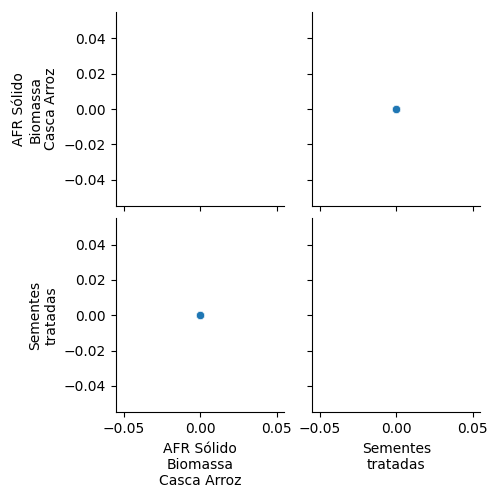 AFR Sólido
Biomassa
Casca Arroz
0.04
0.02
0.00
−0.02
−0.04
Sementes
tratadas
0.04
0.02
0.00
−0.02
−0.04
−0.05
0.00
0.05
AFR Sólido
Biomassa
Casca Arroz
−0.05
0.00
0.05
Sementes
tratadas